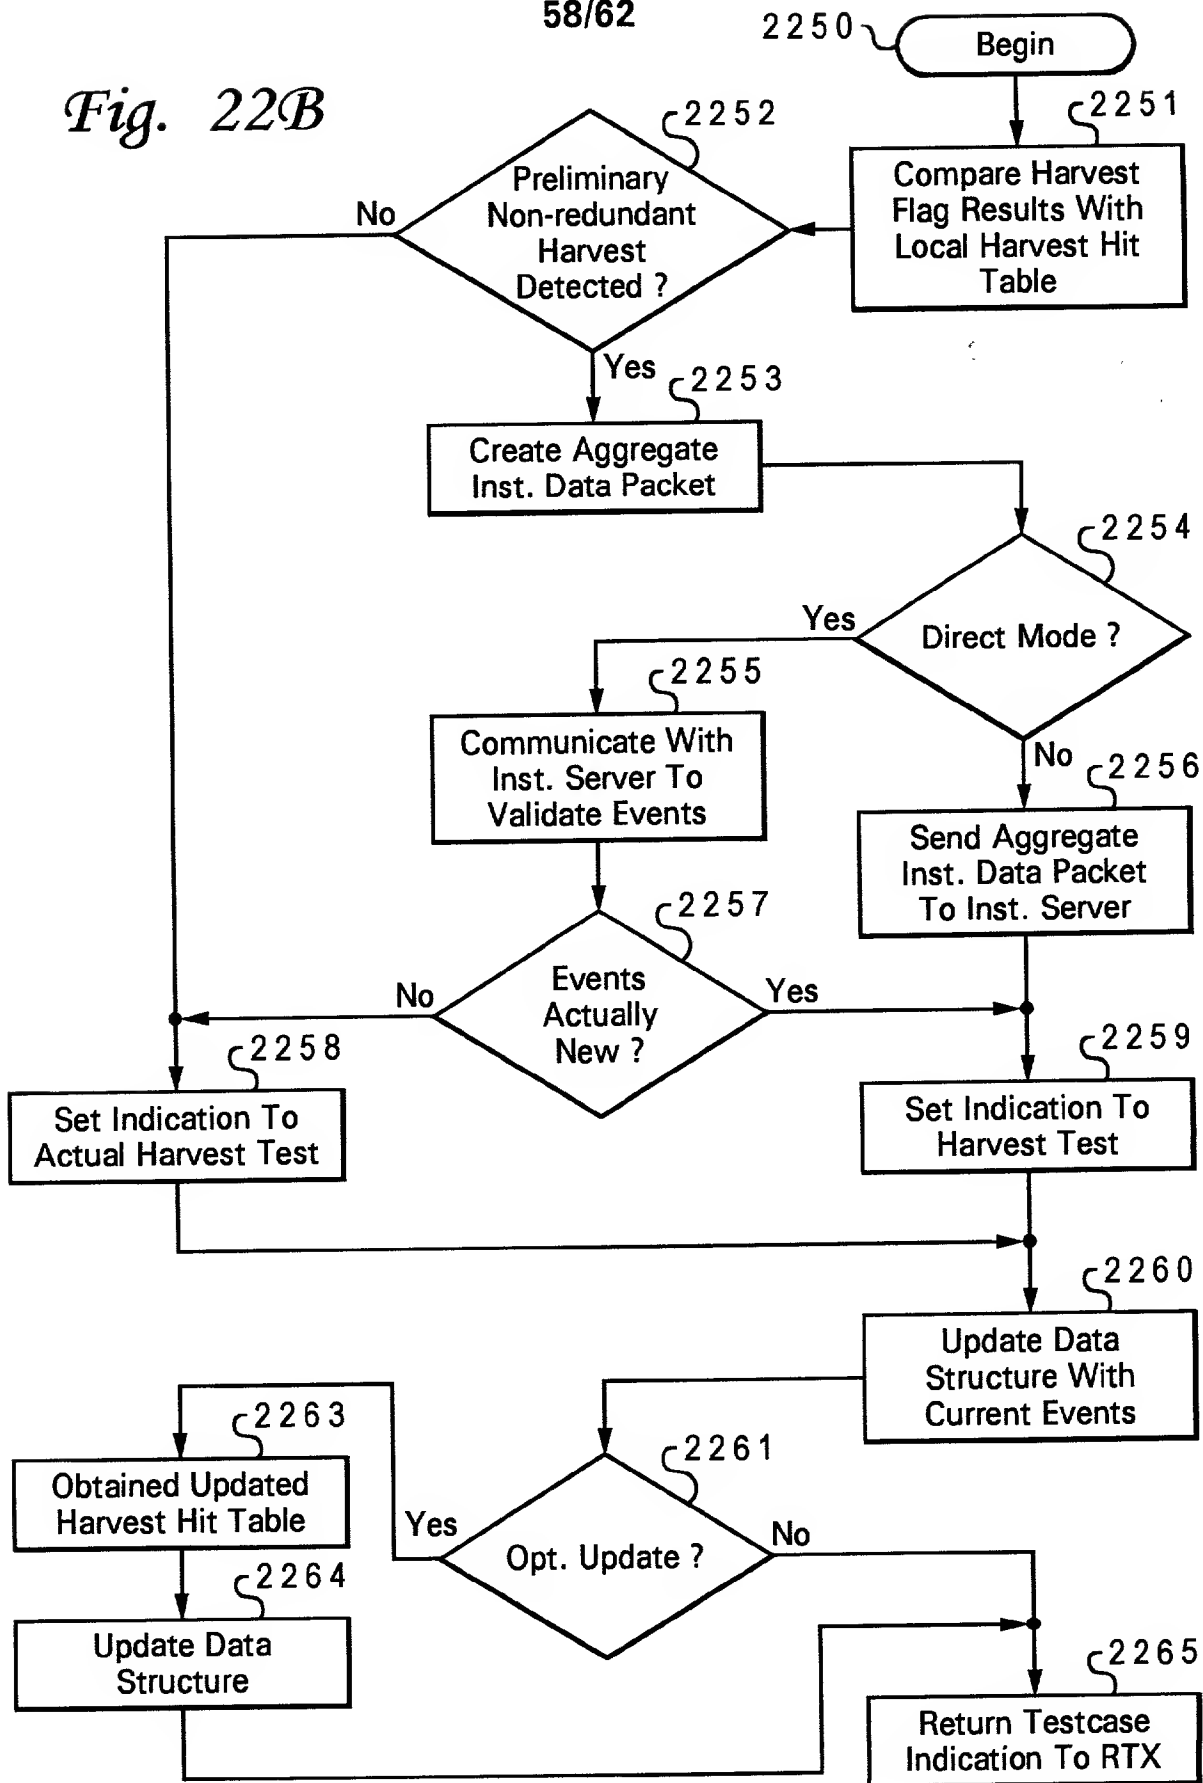 58/62
Fig. 22B
2250
Begin
2251
Compare Harvest
Flag Results With
Local Harvest Hit
Table
2252
Preliminary
Non-redundant
Harvest
Detected ?
No
Yes
2253
Create Aggregate
Inst. Data Packet
2254
Direct Mode ?
Yes
No
2255
Communicate With
Inst. Server To
Validate Events
2256
Send Aggregate
Inst. Data Packet
To Inst. Server
2257
Events
Actually
New ?
No
Yes
2258
Set Indication To
Actual Harvest Test
2259
Set Indication To
Harvest Test
2260
Update Data
Structure With
Current Events
2261
Opt. Update ?
Yes
No
2263
Obtained Updated
Harvest Hit Table
2264
Update Data
Structure
2265
Return Testcase
Indication To RTX